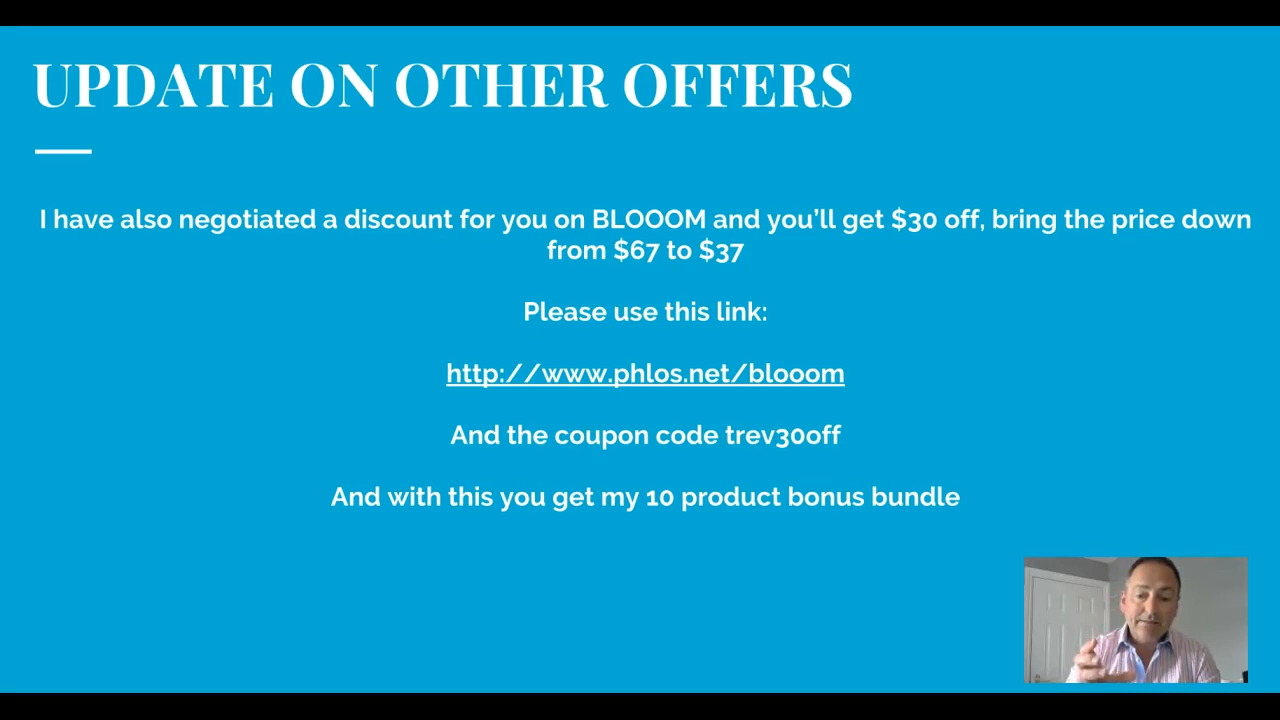 UPDATE ON OTHER OFFERS
I have also negotiated a discount for you on BLOOOM and you’ll get $30 off, bring the price down
from $67 to $37
Please use this link:
http://www.phlos.net/blooom
And the coupon code trev30off
And with this you get my 10 product bonus bundle